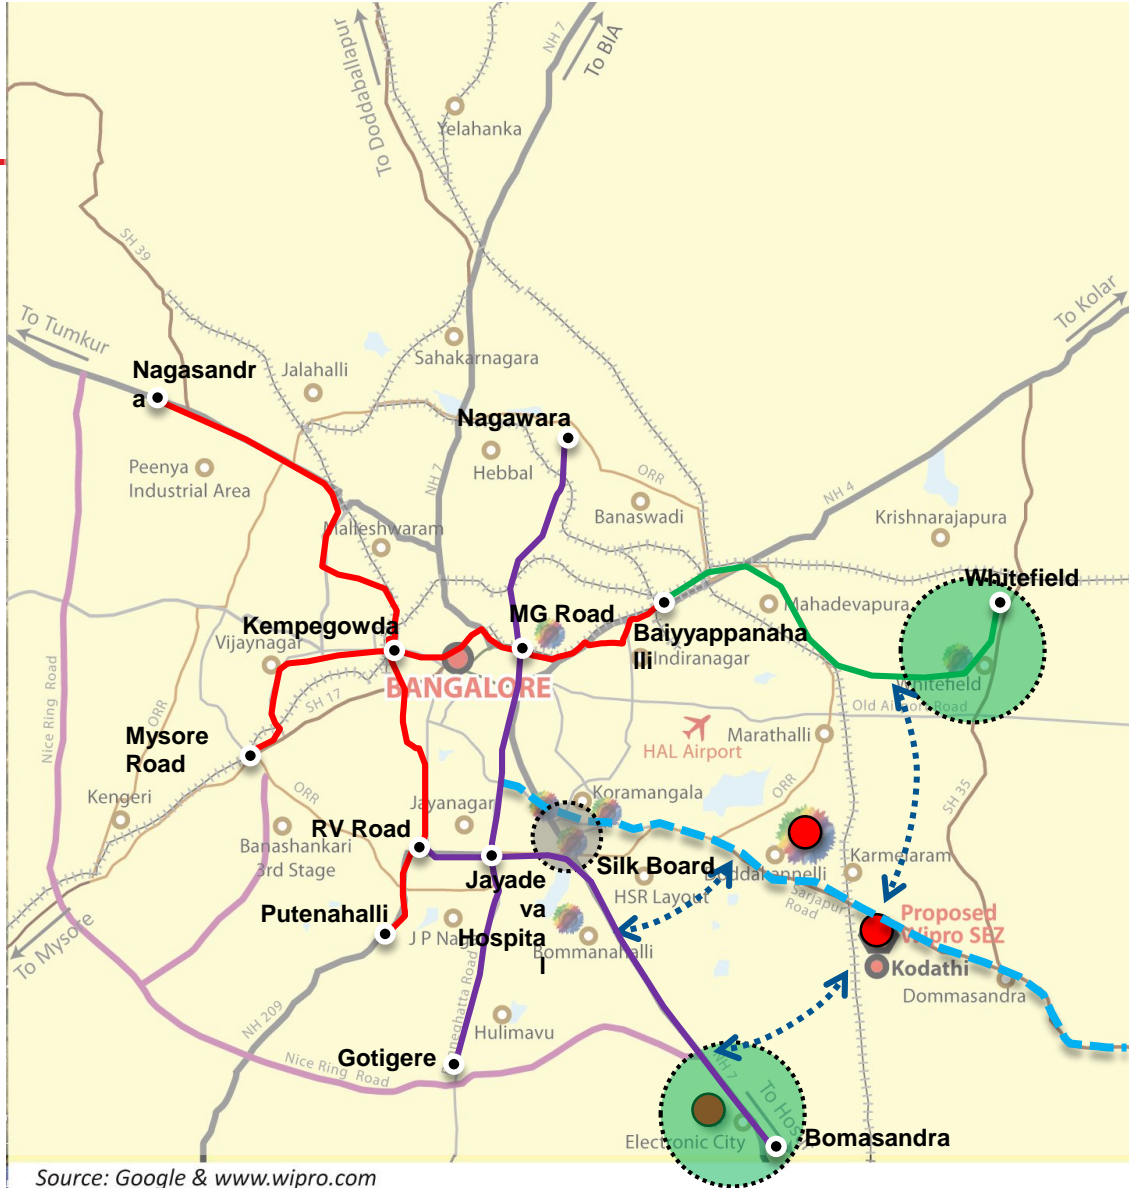 To Doddaballapur
NH 7
To BIA
Yelahanka
SH 39
To Kolar
To Tumkur
Sahakarnagara
Nagasandr
a
Jalahalli
Nagawara
Hebbal
Peenya
Industrial Area
NH 7
ORR
NH 4
Banaswadi
Krishnarajapura
Malleshwaram
Whitefield
MG Road
Mahadevapura
Kempegowda
Baiyyappanaha
lli
Vijaynagar
Indiranagar
Whitefield
BANGALORE
SH 17
Old Airport Road
Nice Ring Road
ORR
Mysore
Road
HAL Airport
Marathalli
Kengeri
ORR
Jayanagar
Koramangala
ORR
SH 35
RV Road
Banashankari
3rd Stage
Silk Board
Karmelaram
Doddakannelli
Jayade
va
Hospita
l
HSR Layout
Sarjapur
Road
Putenahalli
J P Naga
Bommanahalli
Proposed
Wipro SEZ
To Mysore
Kodathi
Dommasandra
NH 209
Hulimavu
Nice Ring Road
Gotigere
NH 7
Electronic City
Bomasandra
Source: Google & www.wipro.com